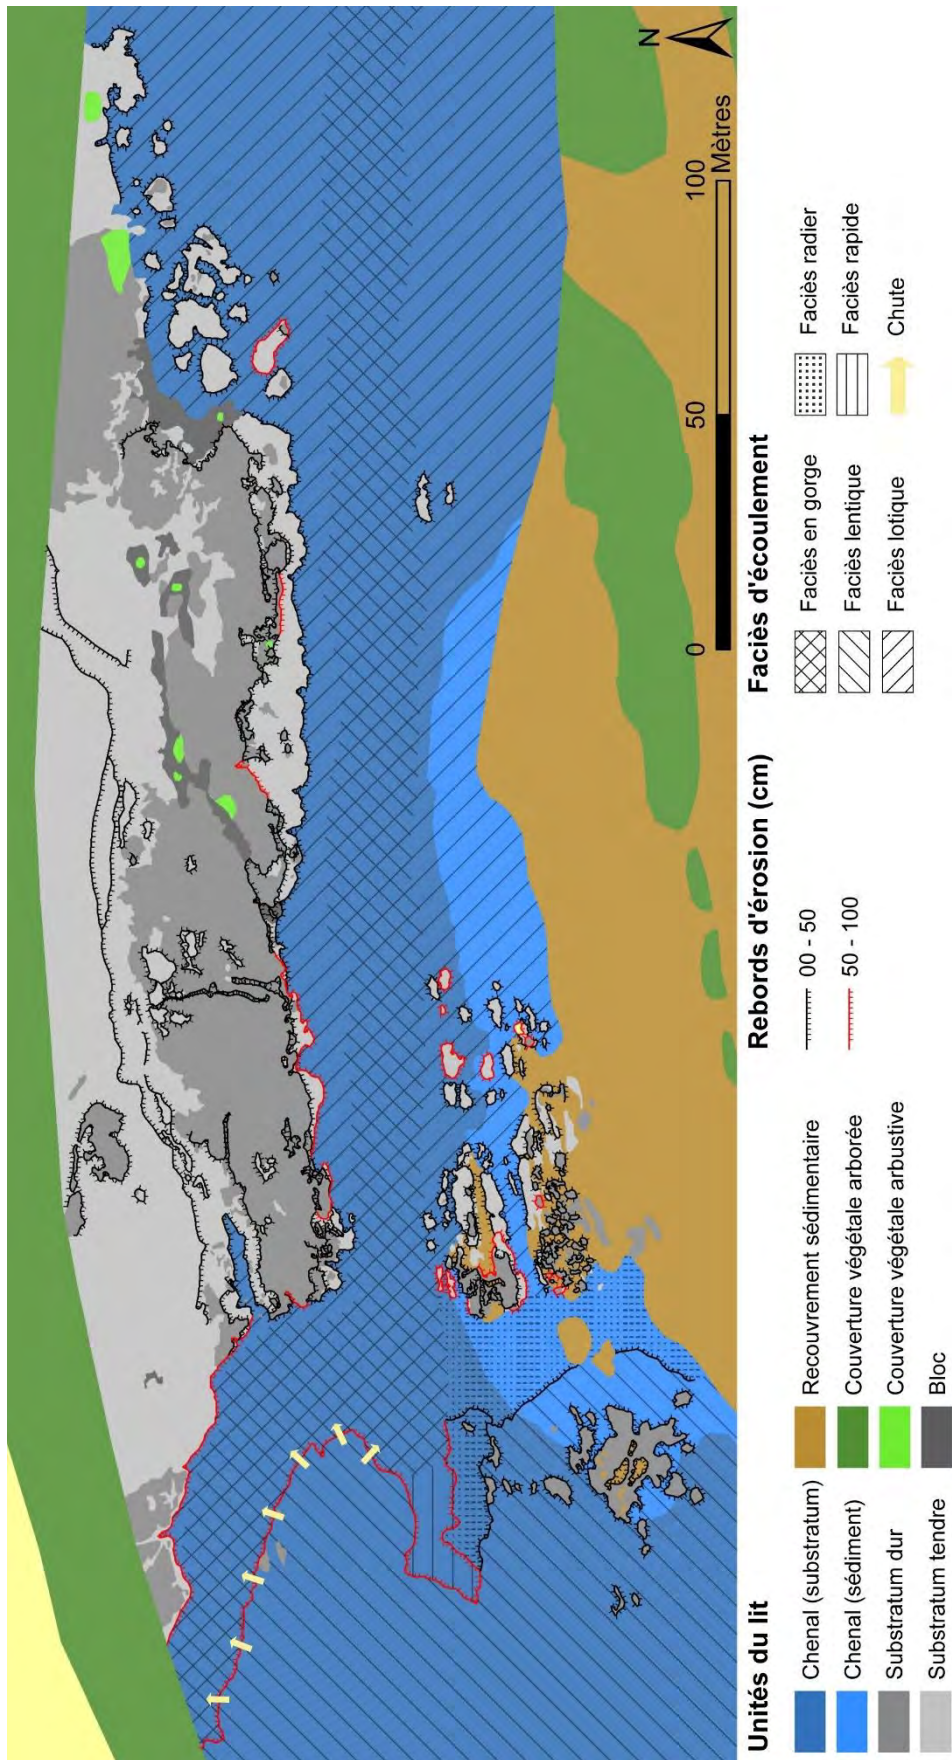 N
0 50 100
Mètres
Unités du lit
Chenal (substratum)
Chenal (sédiment)
Substratum dur
Substratum tendre
Recouvrement sédimentaire
Couverture végétale arborée
Couverture végétale arbustive
Bloc
Rebords d'érosion (cm)
00 - 50
50 - 100
Faciès d'écoulement
Faciès en gorge
Faciès lentique
Faciès lotique
Faciès radier
Faciès rapide
Chute